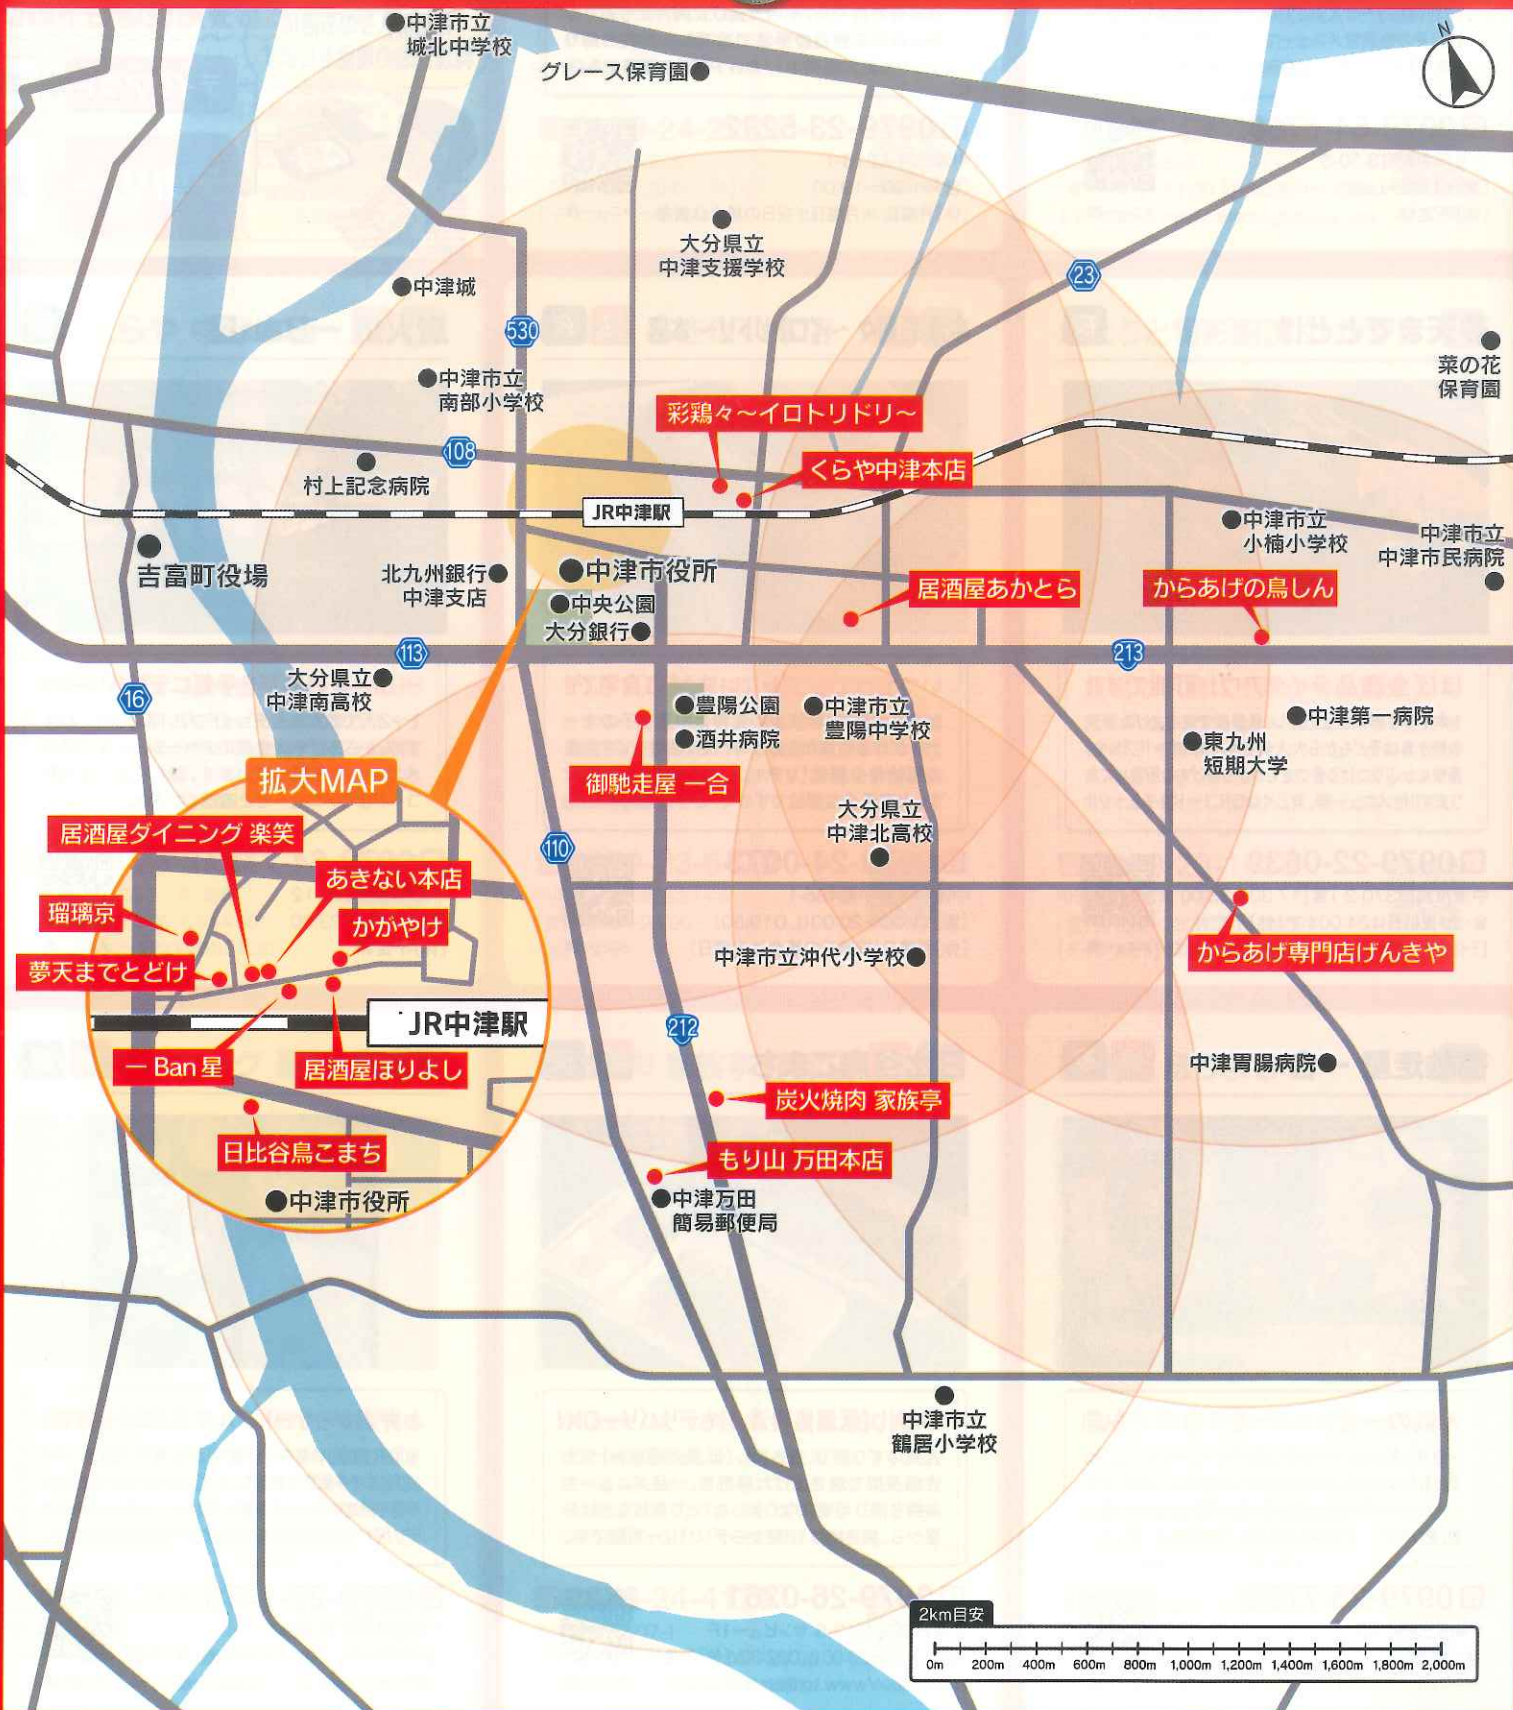 中津市立
城北中学校
グレース保育園
N
大分県立
中津支援学校
23
中津城
530
菜の花
保育園
中津市立
南部小学校
彩鶏々～イロトリドリ～
108
くらや中津本店
村上記念病院
JR中津駅
中津市立
小楠小学校
中津市立
中津市民病院
吉富町役場
北九州銀行
中津支店
中津市役所
居酒屋あかとら
からあげの鳥しん
中央公園
大分銀行
113
213
大分県立
中津南高校
16
豊陽公園
酒井病院
中津市立
豊陽中学校
中津第一病院
東九州
短期大学
御馳走屋 一合
拡大MAP
大分県立
中津北高校
居酒屋ダイニング 楽笑
110
あきない本店
瑠璃京
かがやけ
からあげ専門店げんきや
中津市立沖代小学校
夢天までとどけ
JR中津駅
212
一Ban星
居酒屋ほりよし
中津胃腸病院
炭火焼肉 家族亭
日比谷鳥こまち
もり山 万田本店
中津市役所
中津万田
簡易郵便局
中津市立
鶴居小学校
2km目安
0m 200m 400m 600m 800m 1,000m 1,200m 1,400m 1,600m 1,800m 2,000m